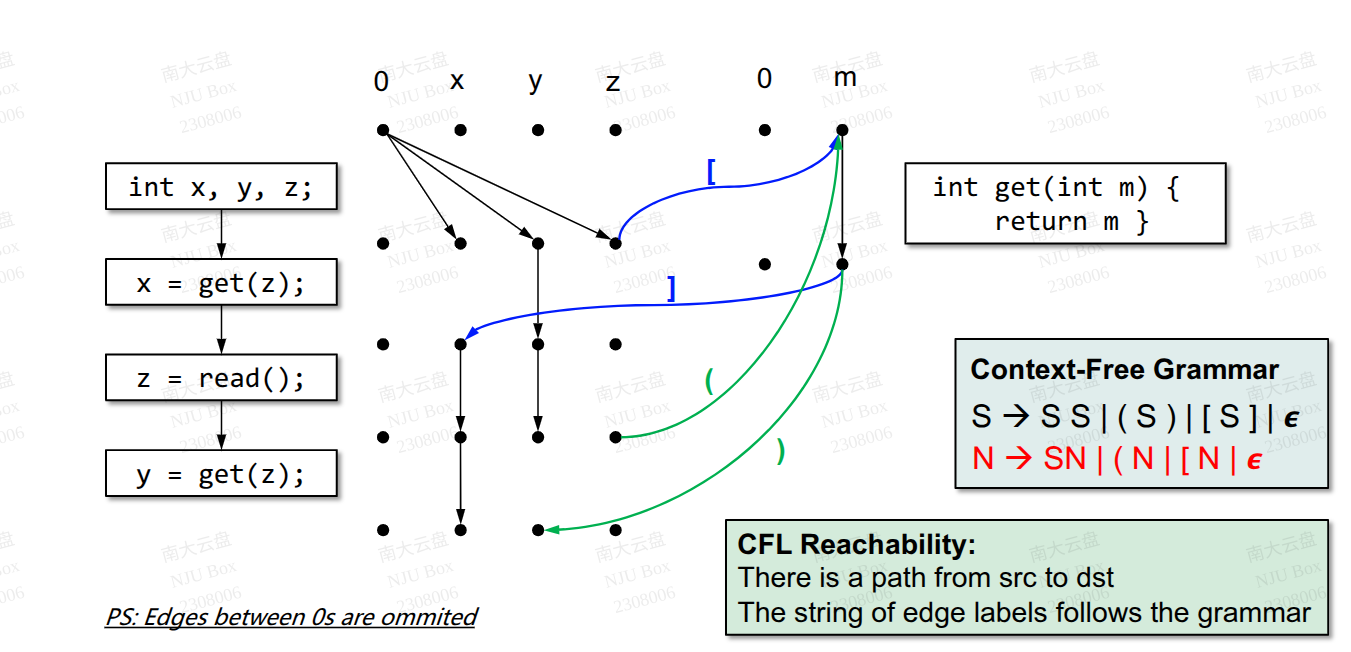 0 x y z 0 m
[
int x, y, z;
x = get(z);
z = read();
y = get(z);
int get(int m) {
return m }
]
(
)
Context-Free Grammar
S → S S | ( S ) | [ S ] | ϵ
N → SN | ( N | [ N | ϵ
CFL Reachability:
There is a path from src to dst
The string of edge labels follows the grammar
PS: Edges between 0s are ommited
南大云盘
NJU Box
2308006